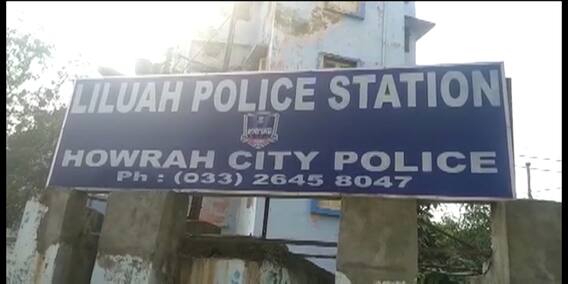 LILUAH POLICE STATION
HOWRAH CITY POLICE
Ph : (033) 2645 8047